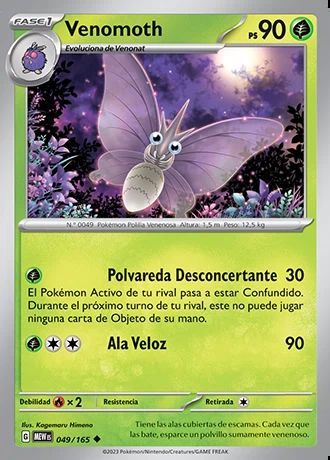 FASE 1
Venomoth
PS 90
Evoluciona de Venonat
N.º 0049 Pokémon Polilla Venenosa Altura: 1,5 m Peso: 12,5 kg
Polvareda Desconcertante 30
El Pokémon Activo de tu rival pasa a estar Confundido.
Durante el próximo turno de tu rival, este no puede jugar
ninguna carta de Objeto de su mano.
Ala Veloz 90
Debilidad × 2 Resistencia Retirada
Ilus. Kagemaru Himeno
G MEW ES 049/165
Tiene las alas cubiertas de escamas. Cada vez que
las bate, esparce un polvillo sumamente venenoso.
©2023 Pokémon/Nintendo/Creatures/GAME FREAK